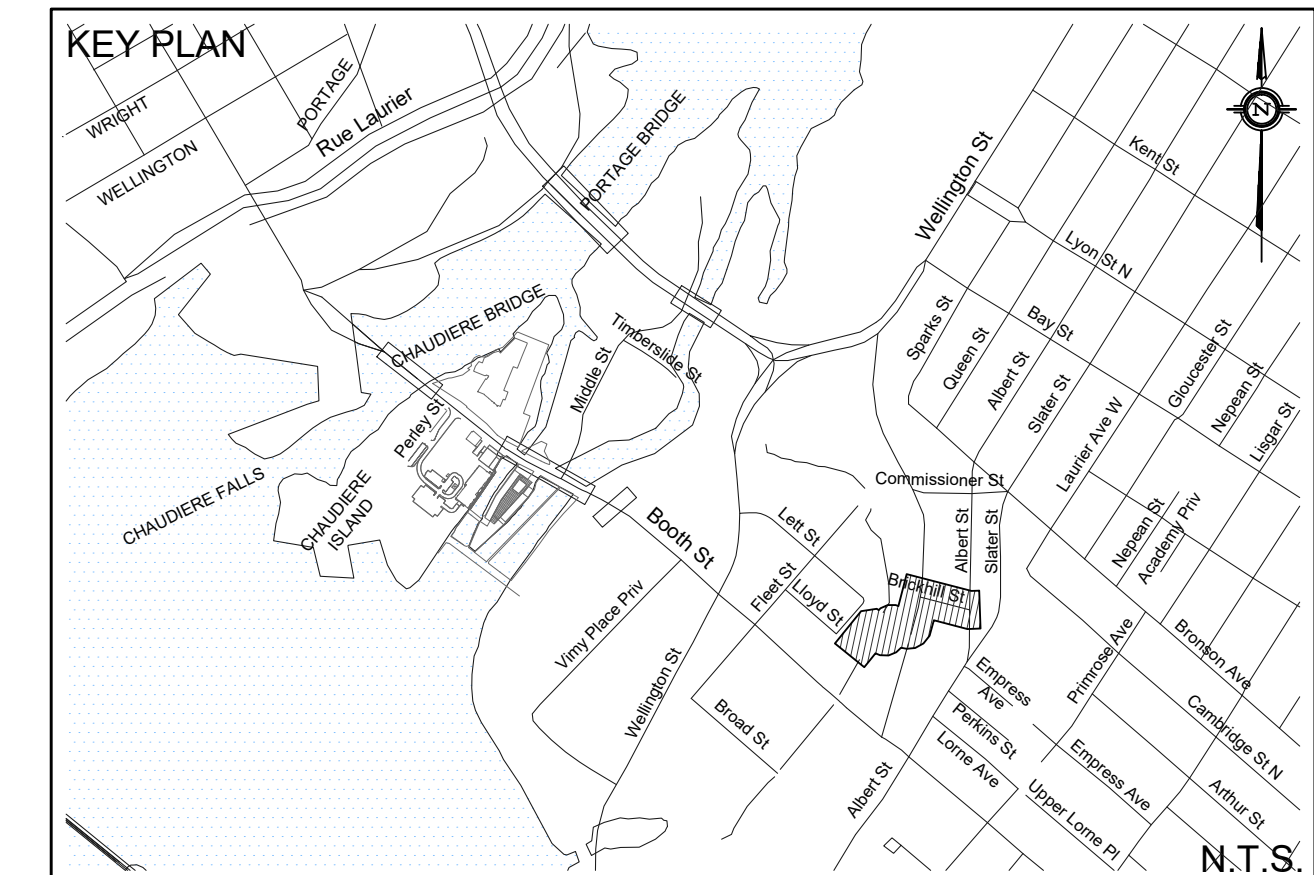 KEY PLAN
WRIGHT
WELLINGTON
PORTAGE
Rue Laurier
PORTAGE BRIDGE
Wellington St
Kent St
N
Lyon St N
CHAUDIERE BRIDGE
Timberslide St
Middle St
Perley St
Sparks St
Queen St
Albert St
Slater St
Bay St
Laurier Ave W
Gloucester St
Nepean St
Lisgar St
CHAUDIERE FALLS
CHAUDIERE
ISLAND
Booth St
Commissioner St
Albert St
Slater St
Nepean St
Academy Priv
Lett St
Fleet St
Lloyd St
Brickhill St
Vimy Place Priv
Wellington St
Broad St
Albert St
Empress
Ave
Perkins St
Lorne Ave
Primrose Ave
Bronson Ave
Cambridge St N
Empress Ave
Arthur St
Upper Lorne Pl
N.T.S.